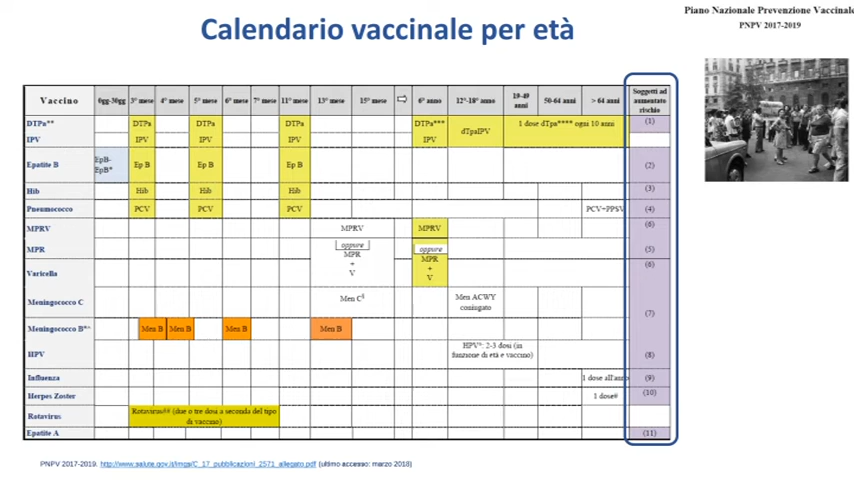 Calendario vaccinale per età
Piano Nazionale Prevenzione Vaccinale
PNPV 2017-2019
Vaccino 0gg-30gg 3° mese 4° mese 5° mese 6° mese 7° mese 11° mese 13° mese 15° mese ⇨ 6° anno 12°-18° anno 19-49 anni 50-64 anni > 64 anni Soggetti ad aumentato rischio
DTPa** DTPa DTPa DTPa DTPa*** dTpaIPV 1 dose dTpa**** ogni 10 anni (1)
IPV IPV IPV IPV IPV
Epatite B EpB-EpB* Ep B Ep B Ep B (2)
Hib Hib Hib Hib (3)
Pneumococco PCV PCV PCV PCV+PPSV (4)
MPRV MPRV MPRV (6)
MPR oppure MPR + V oppure MPR + V (5)
Varicella (6)
Meningococco C Men C§ Men ACWY coniugato (7)
Meningococco B*^ Men B Men B Men B Men B
HPV HPV°: 2-3 dosi (in funzione di età e vaccino) (8)
Influenza 1 dose all'anno (9)
Herpes Zoster 1 dose# (10)
Rotavirus Rotavirus## (due o tre dosi a seconda del tipo di vaccino)
Epatite A (11)
PNPV 2017-2019. http://www.salute.gov.it/imgs/C_17_pubblicazioni_2571_allegato.pdf (ultimo accesso: marzo 2018)